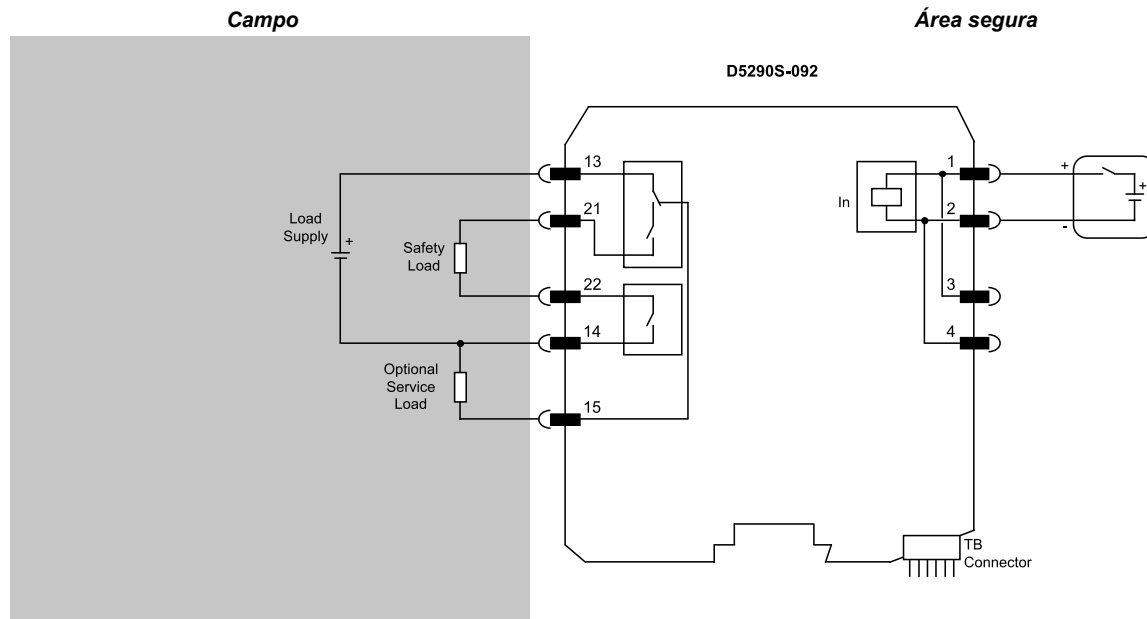 Campo
Área segura
D5290S-092
13
21
22
14
15
Load
Supply
+
Safety
Load
Optional
Service
Load
In
1
2
3
4
+
-
+
TB
Connector